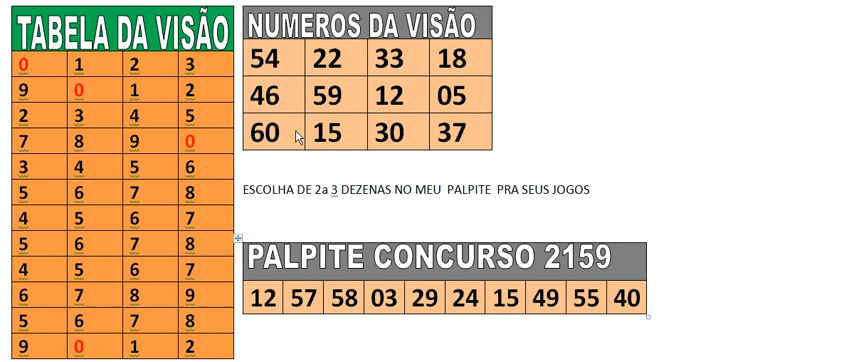 TABELA DA VISÃO
0 1 2 3
9 0 1 2
2 3 4 5
7 8 9 0
3 4 5 6
5 6 7 8
4 5 6 7
5 6 7 8
4 5 6 7
6 7 8 9
5 6 7 8
9 0 1 2
NUMEROS DA VISÃO
54 22 33 18
46 59 12 05
60 15 30 37
ESCOLHA DE 2a 3 DEZENAS NO MEU PALPITE PRA SEUS JOGOS
PALPITE CONCURSO 2159
12 57 58 03 29 24 15 49 55 40